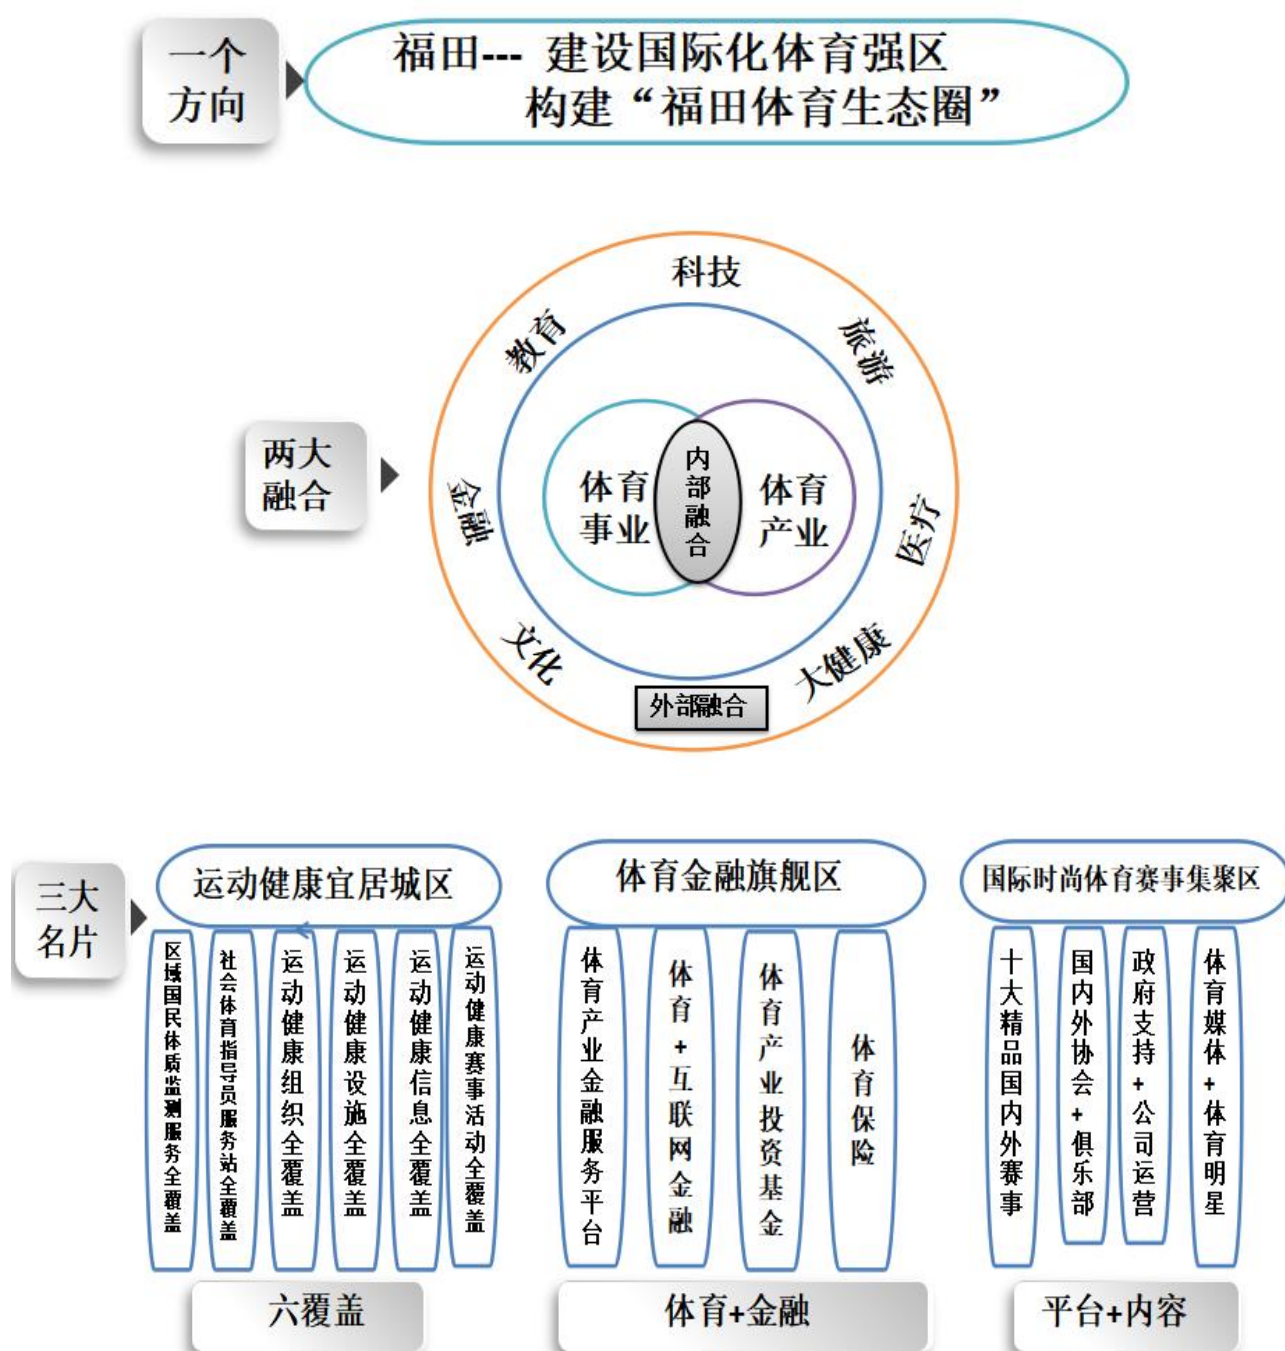 一个
方向
福田--- 建设国际化体育强区
构建“福田体育生态圈”
两大
融合
科技
教育
旅游
金融
医疗
文化
大健康
体育
事业
内部融合
体育
产业
外部融合
三大
名片
运动健康宜居城区
体育金融旗舰区
国际时尚体育赛事集聚区
区域国民体质监测服务全覆盖
社会体育指导员服务站全覆盖
运动健康组织全覆盖
运动健康设施全覆盖
运动健康信息全覆盖
运动健康赛事活动全覆盖
体育产业金融服务平台
体育+互联网金融
体育产业投资基金
体育保险
十大精品国内外赛事
国内外协会+俱乐部
政府支持+公司运营
体育媒体+体育明星
六覆盖
体育+金融
平台+内容